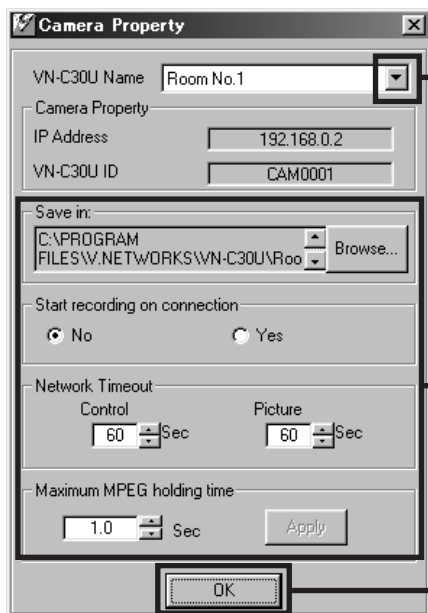 Camera Property
VN-C30U Name Room No.1
Camera Property
IP Address 192.168.0.2
VN-C30U ID CAM0001
Save in:
C:\PROGRAM
FILES\V.NETWORKS\VN-C30U\Roo
Browse...
Start recording on connection
No Yes
Network Timeout
Control Picture
60 Sec 60 Sec
Maximum MPEG holding time
1.0 Sec Apply
OK